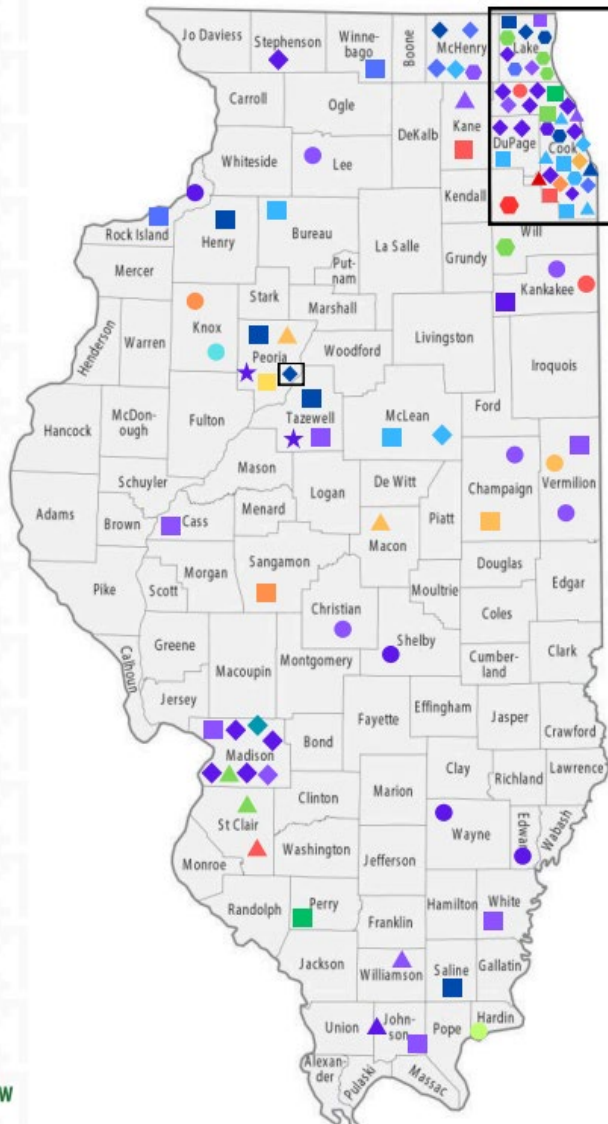 Jo Daviess
Stephenson
Winne-
bago
Boone
McHenry
Lake
Carroll
Ogle
DeKalb
Kane
DuPage
Cook
Whiteside
Lee
Kendall
Rock Island
Henry
Bureau
La Salle
Grundy
Will
Mercer
Put-
nam
Kankakee
Stark
Marshall
Henderson
Warren
Knox
Peoria
Woodford
Livingston
Iroquois
Hancock
McDon-
ough
Fulton
Tazewell
McLean
Ford
Mason
Schuyler
Logan
De Witt
Champaign
Vermilion
Adams
Brown
Cass
Menard
Macon
Piatt
Pike
Scott
Morgan
Sangamon
Douglas
Edgar
Moultrie
Christian
Coles
Calhoun
Greene
Shelby
Cumber-
land
Clark
Macoupin
Montgomery
Jersey
Effingham
Jasper
Fayette
Crawford
Madison
Bond
Clay
Richland
Lawrence
Clinton
Marion
St Clair
Wayne
Wabash
Monroe
Washington
Jefferson
Randolph
Perry
Hamilton
White
Franklin
Jackson
Williamson
Saline
Gallatin
Union
John-
son
Pope
Hardin
Alexan-
der
Pulaski
Massac
W